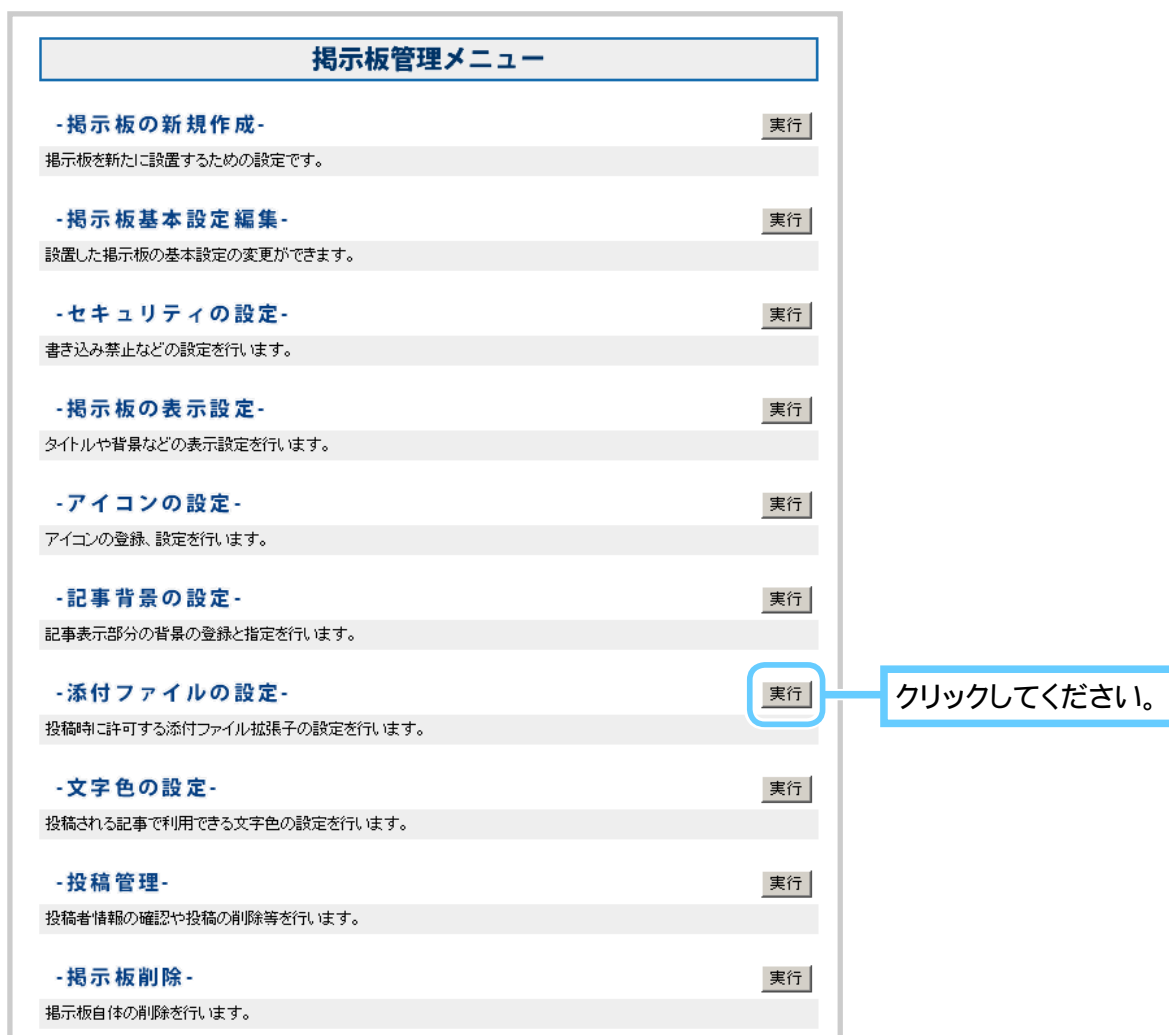 掲示板管理メニュー
-掲示板の新規作成-
実行
掲示板を新たに設置するための設定です。
-掲示板基本設定編集-
実行
設置した掲示板の基本設定の変更ができます。
-セキュリティの設定-
実行
書き込み禁止などの設定を行います。
-掲示板の表示設定-
実行
タイトルや背景などの表示設定を行います。
-アイコンの設定-
実行
アイコンの登録、設定を行います。
-記事背景の設定-
実行
記事表示部分の背景の登録と指定を行います。
-添付ファイルの設定-
実行
クリックしてください。
投稿時に許可する添付ファイル拡張子の設定を行います。
-文字色の設定-
実行
投稿される記事で利用できる文字色の設定を行います。
-投稿管理-
実行
投稿者情報の確認や投稿の削除等を行います。
-掲示板削除-
実行
掲示板自体の削除を行います。